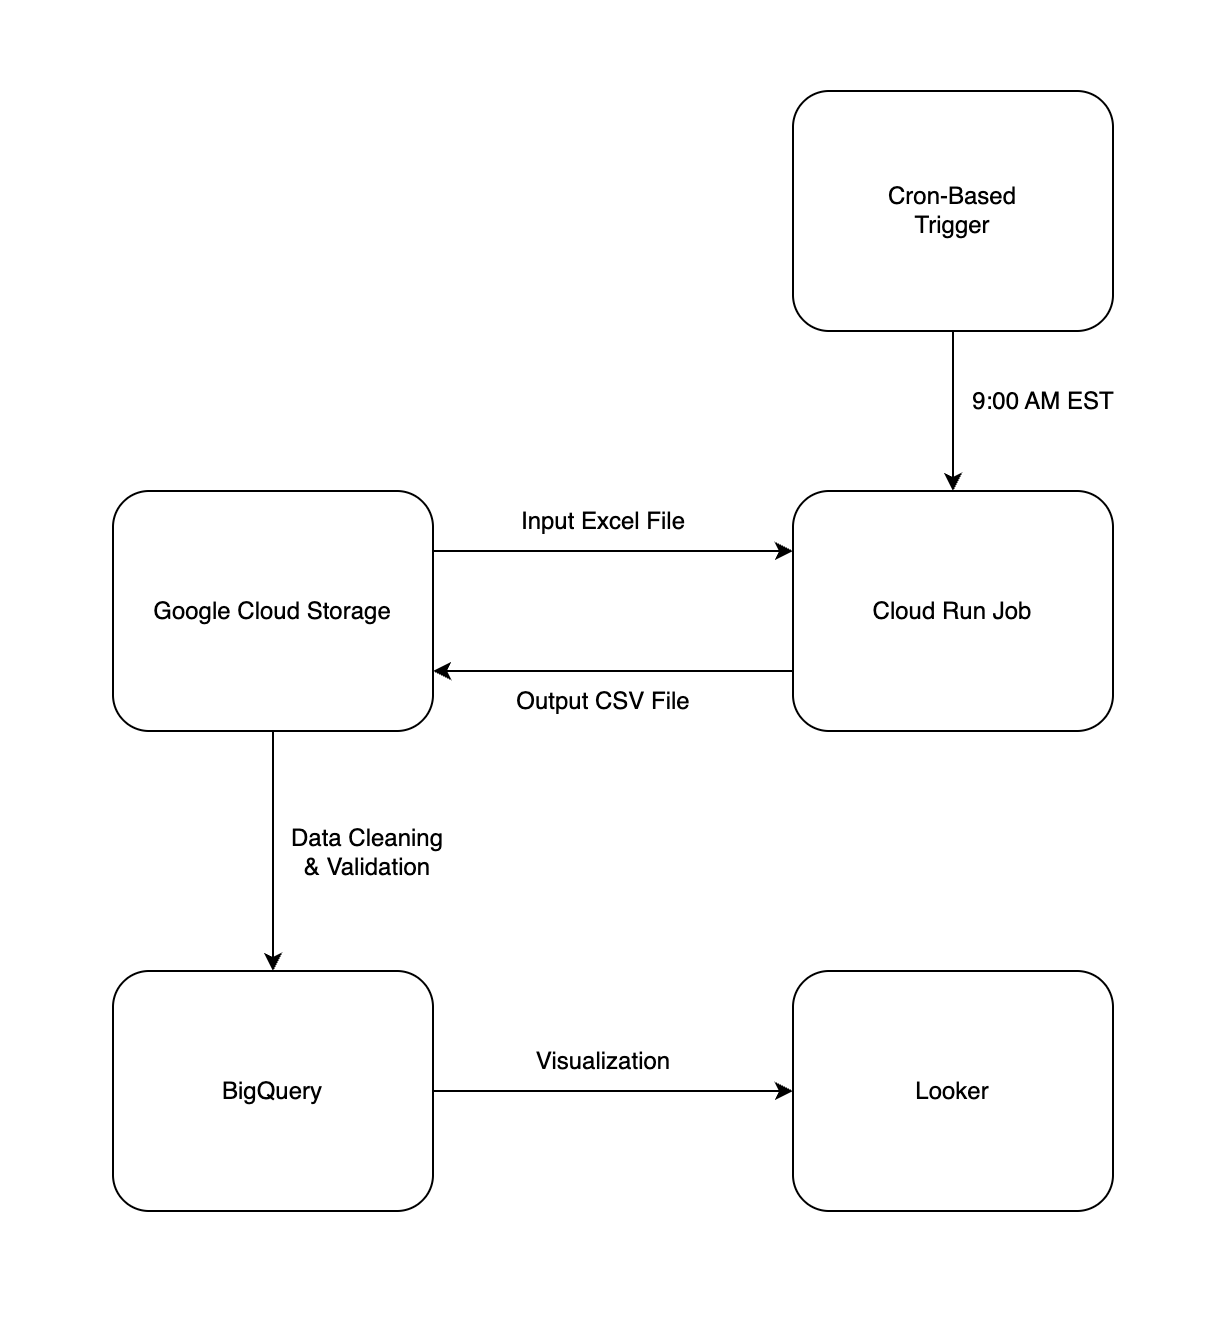 Cron-Based
Trigger
9:00 AM EST
Input Excel File
Google Cloud Storage
Cloud Run Job
Output CSV File
Data Cleaning
& Validation
Visualization
BigQuery
Looker